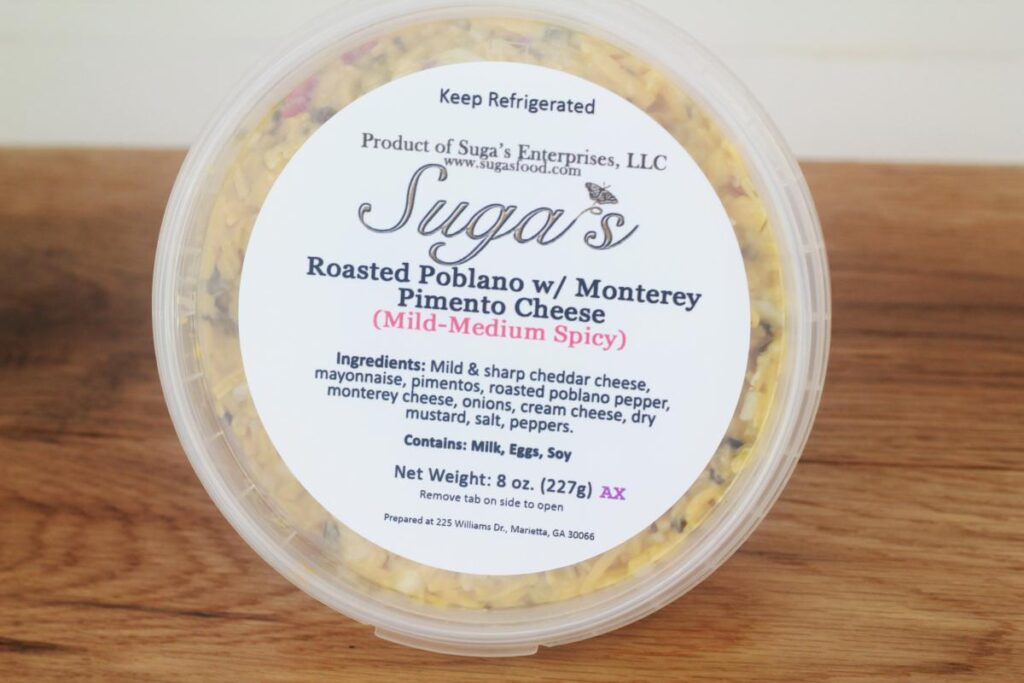 Keep Refrigerated
Product of Suga's Enterprises, LLC
www.sugasfood.com
Suga's
Roasted Poblano w/ Monterey
Pimento Cheese
(Mild-Medium Spicy)
Ingredients: Mild & sharp cheddar cheese,
mayonnaise, pimentos, roasted poblano pepper,
monterey cheese, onions, cream cheese, dry
mustard, salt, peppers.
Contains: Milk, Eggs, Soy
Net Weight: 8 oz. (227g) AX
Remove tab on side to open
Prepared at 225 Williams Dr., Marietta, GA 30066